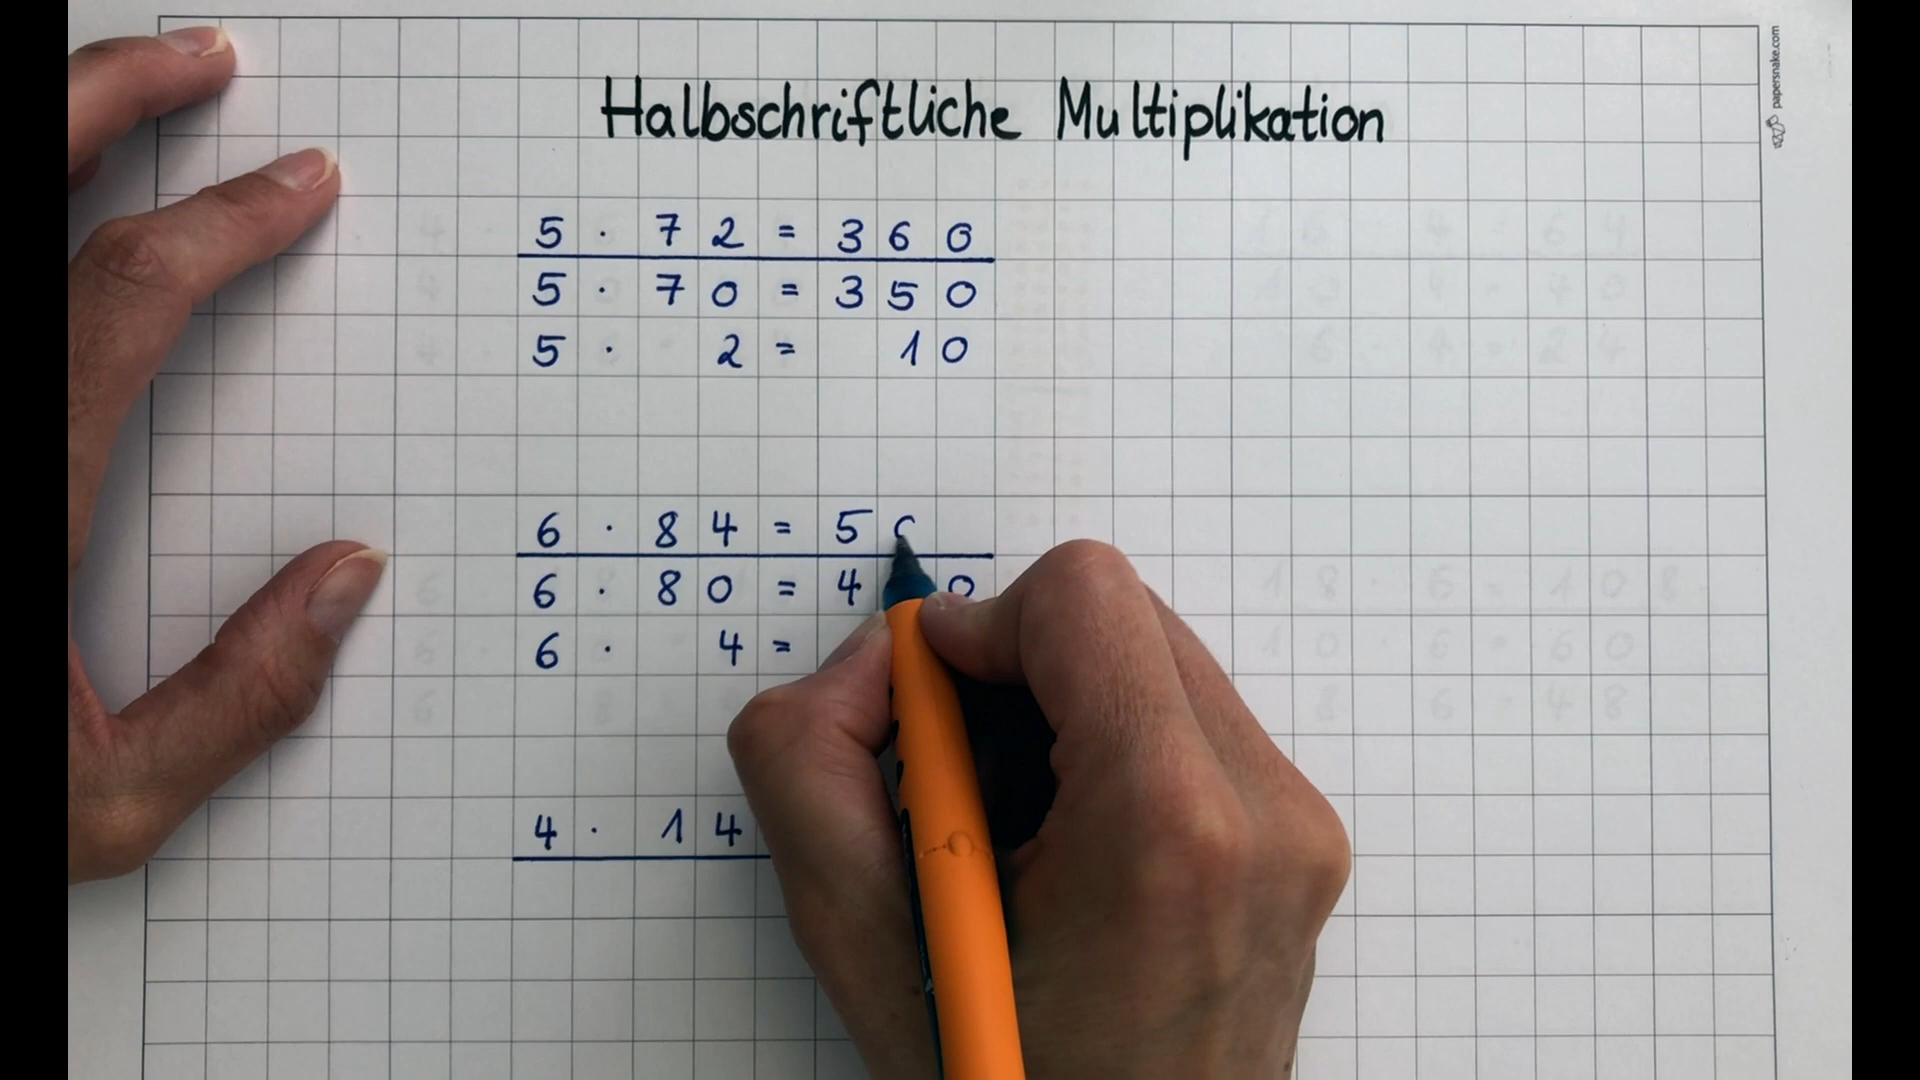 Halbschriftliche Multiplikation
papersnake.com
5 · 72 = 360
5 · 70 = 350
5 · 2 = 10
6 · 84 = 5
6 · 80 = 4 0
6 · 4 =
4 · 14